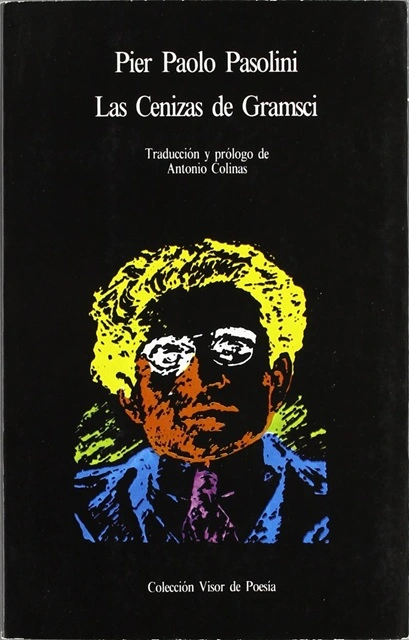 Pier Paolo Pasolini
Las Cenizas de Gramsci
Traducción y prólogo de
Antonio Colinas
Colección Visor de Poesía